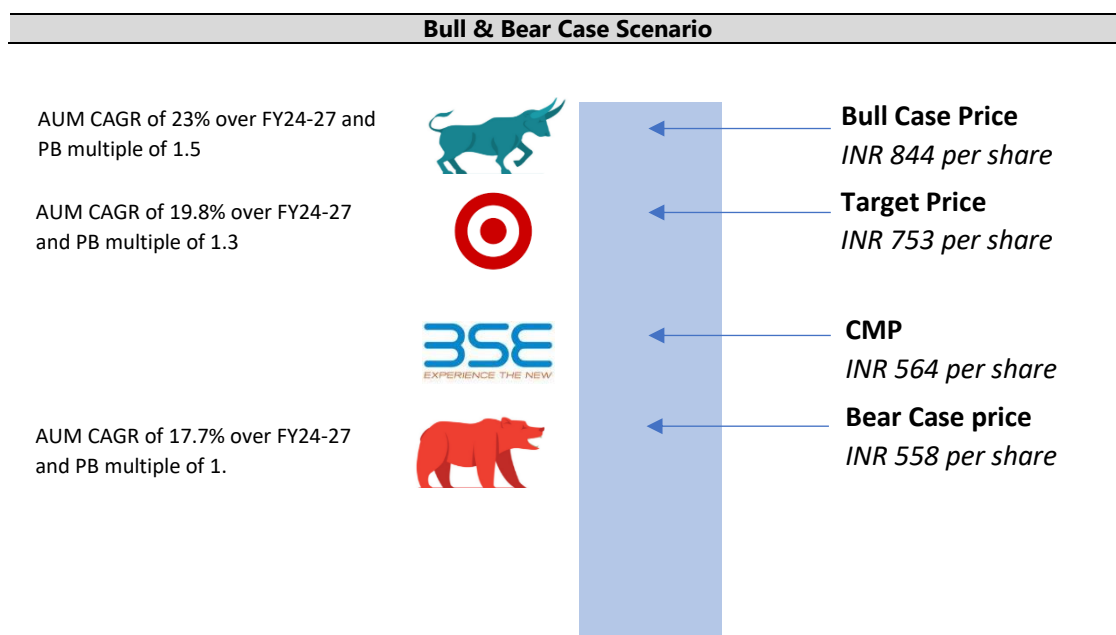 Bull & Bear Case Scenario
AUM CAGR of 23% over FY24-27 and
PB multiple of 1.5
Bull Case Price
INR 844 per share
AUM CAGR of 19.8% over FY24-27
and PB multiple of 1.3
Target Price
INR 753 per share
BSE
EXPERIENCE THE NEW
CMP
INR 564 per share
AUM CAGR of 17.7% over FY24-27
and PB multiple of 1.
Bear Case price
INR 558 per share